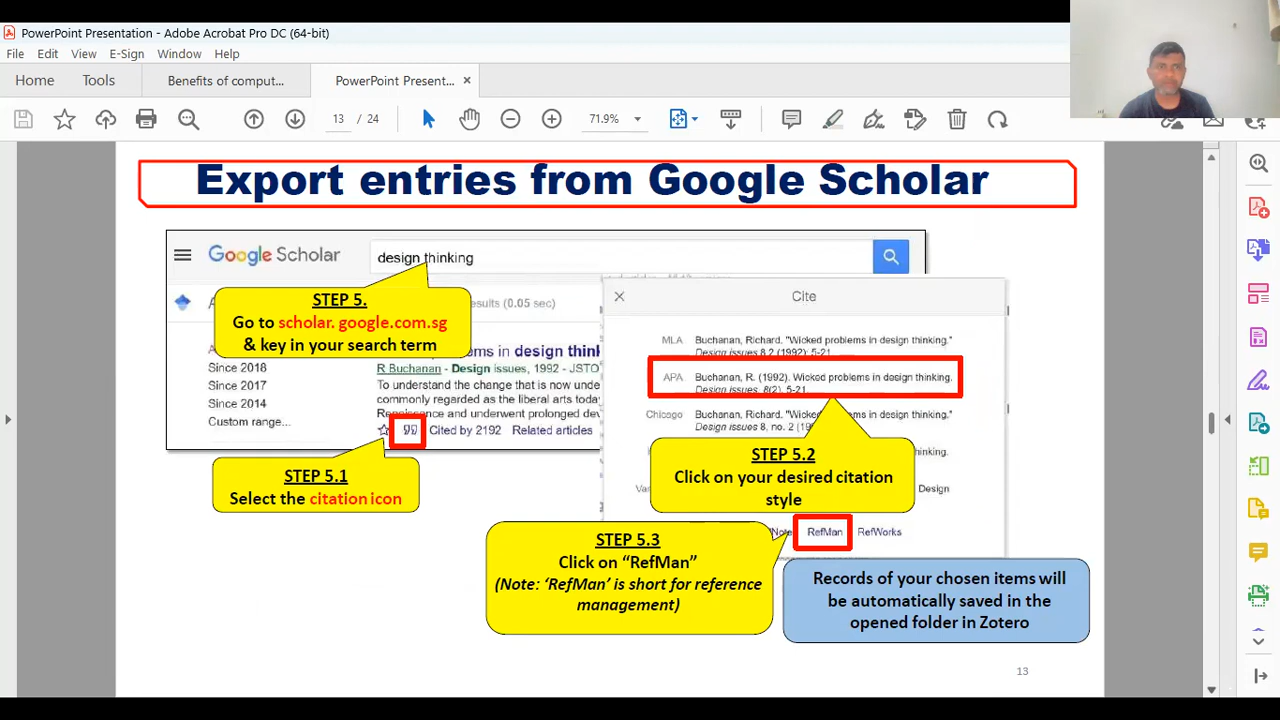 PowerPoint Presentation - Adobe Acrobat Pro DC (64-bit)
File Edit View E-Sign Window Help
Home Tools Benefits of comput... PowerPoint Present... ×
13 / 24 71.9%
Export entries from Google Scholar
Google Scholar design thinking
results (0.05 sec)
STEP 5.
Go to scholar. google.com.sg
& key in your search term
Since 2018
Since 2017
Since 2014
Custom range...
ms in design think
R Buchanan - Design issues, 1992 - JSTO
To understand the change that is now unde
commonly regarded as the liberal arts today
Renaissance and underwent prolonged dev
Cited by 2192 Related articles
STEP 5.1
Select the citation icon
Cite
MLA Buchanan, Richard. "Wicked problems in design thinking."
Design issues 8.2 (1992): 5-21.
APA Buchanan, R. (1992). Wicked problems in design thinking.
Design issues, 8(2), 5-21.
Chicago Buchanan, Richard. "Wicked problems in design thinking."
Design issues 8, no. 2 (19
nking.
Van Design
STEP 5.2
Click on your desired citation
style
Note RefMan RefWorks
STEP 5.3
Click on “RefMan”
(Note: ‘RefMan’ is short for reference
management)
Records of your chosen items will
be automatically saved in the
opened folder in Zotero
13